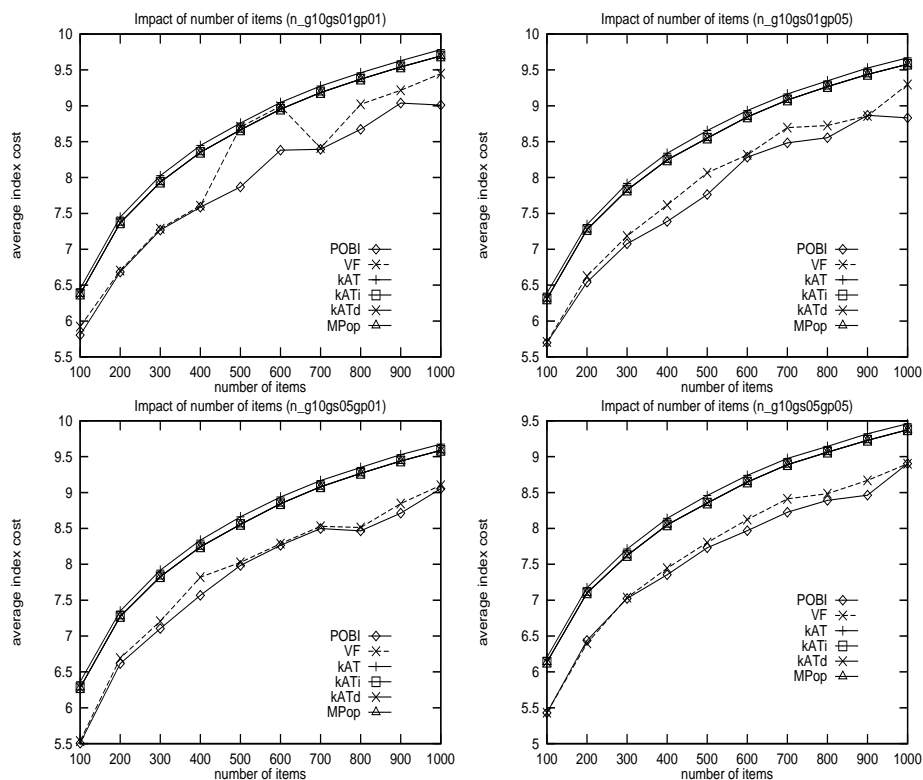 Impact of number of items (n_g10gs01gp01)
10
9.5
9
8.5
8
7.5
7
6.5
6
5.5
average index cost
POBI
VF
kAT
kATi
kATd
MPop
100 200 300 400 500 600 700 800 900 1000
number of items
Impact of number of items (n_g10gs01gp05)
10
9.5
9
8.5
8
7.5
7
6.5
6
5.5
average index cost
POBI
VF
kAT
kATi
kATd
MPop
100 200 300 400 500 600 700 800 900 1000
number of items
Impact of number of items (n_g10gs05gp01)
10
9.5
9
8.5
8
7.5
7
6.5
6
5.5
average index cost
POBI
VF
kAT
kATi
kATd
MPop
100 200 300 400 500 600 700 800 900 1000
number of items
Impact of number of items (n_g10gs05gp05)
9.5
9
8.5
8
7.5
7
6.5
6
5.5
5
average index cost
POBI
VF
kAT
kATi
kATd
MPop
100 200 300 400 500 600 700 800 900 1000
number of items